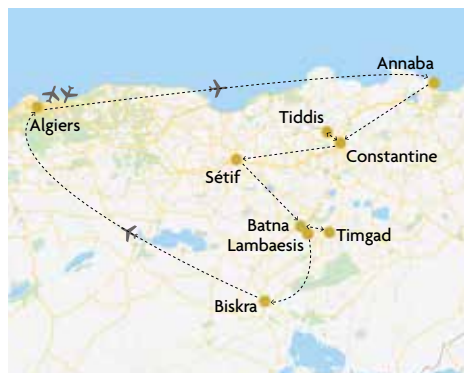 Annaba
Algiers
Tiddis
Constantine
Sétif
Batna
Timgad
Lambaesis
Biskra